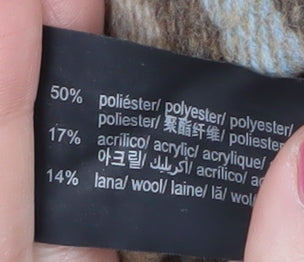 50% poliéster/ polyester/ polyester/
poliester/ 聚酯纤维/ poliester
17% acrílico/ acrylic/ acrylique/
아크릴/ أكريليك/ acrílico/
14% lana/ wool/ laine/ lã/